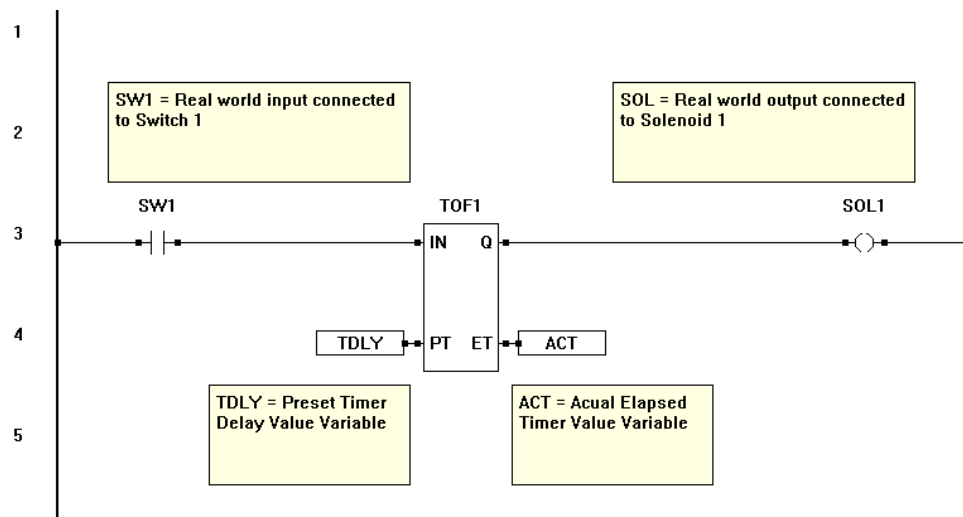 1
SW1 = Real world input connected
to Switch 1
SOL = Real world output connected
to Solenoid 1
2
SW1
TOF1
SOL1
3
IN Q
4
TDLY
PT ET
ACT
TDLY = Preset Timer
Delay Value Variable
ACT = Acual Elapsed
Timer Value Variable
5